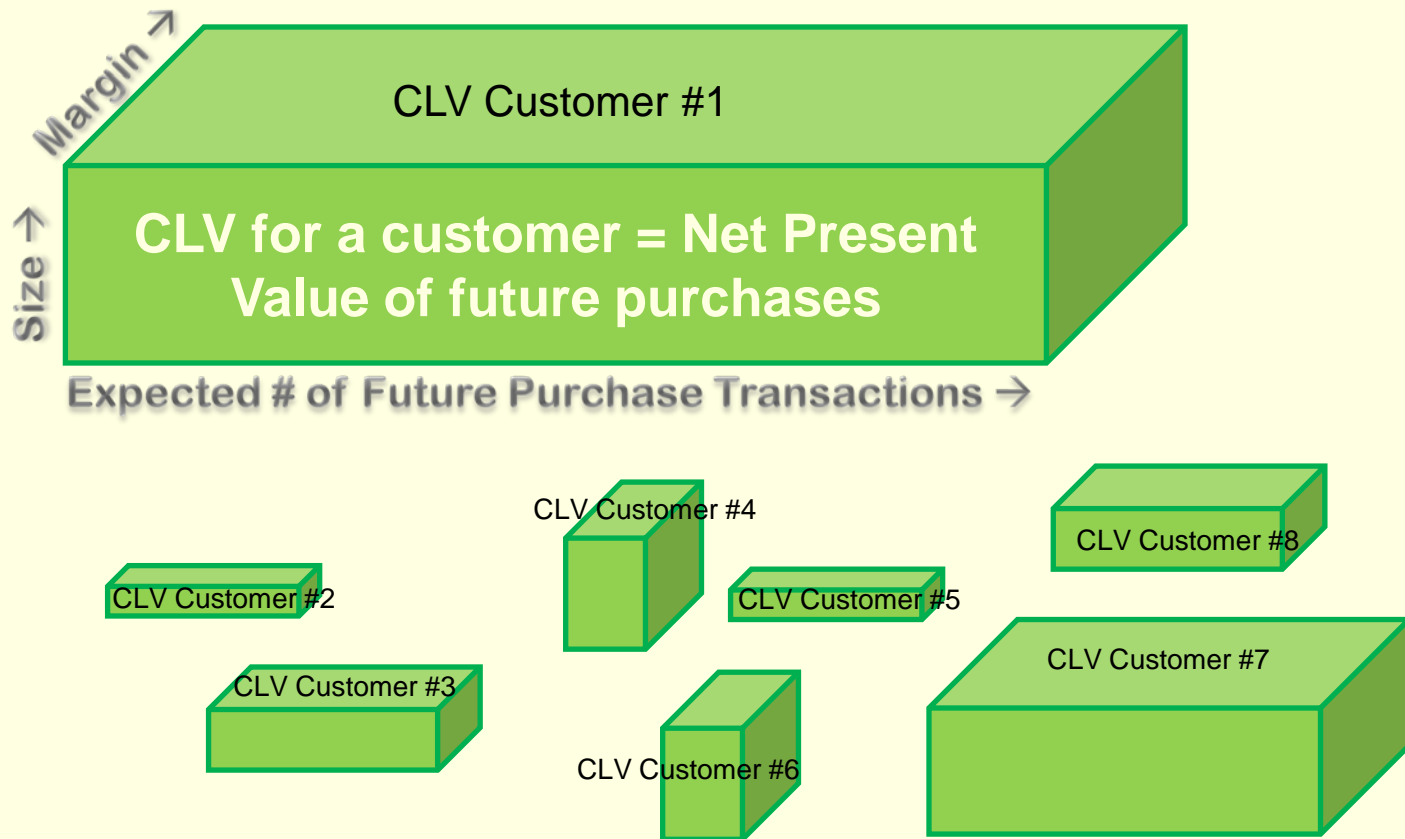 Margin →
CLV Customer #1
Size →
CLV for a customer = Net Present
Value of future purchases
Expected # of Future Purchase Transactions →
CLV Customer #4
CLV Customer #8
CLV Customer #2
CLV Customer #5
CLV Customer #3
CLV Customer #7
CLV Customer #6